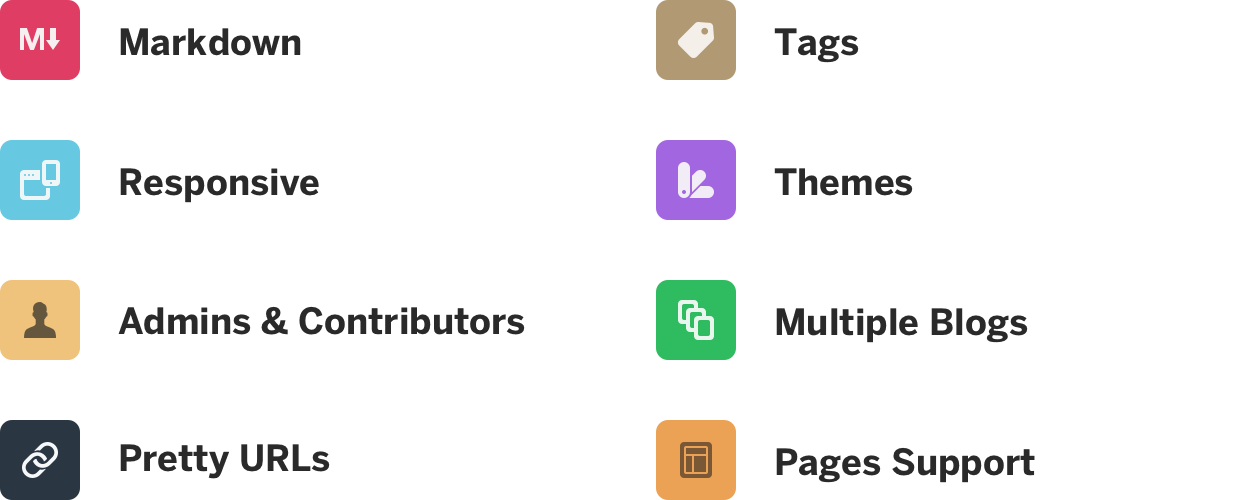 M Markdown
Tags
Responsive
Themes
Admins & Contributors
Multiple Blogs
Pretty URLs
Pages Support